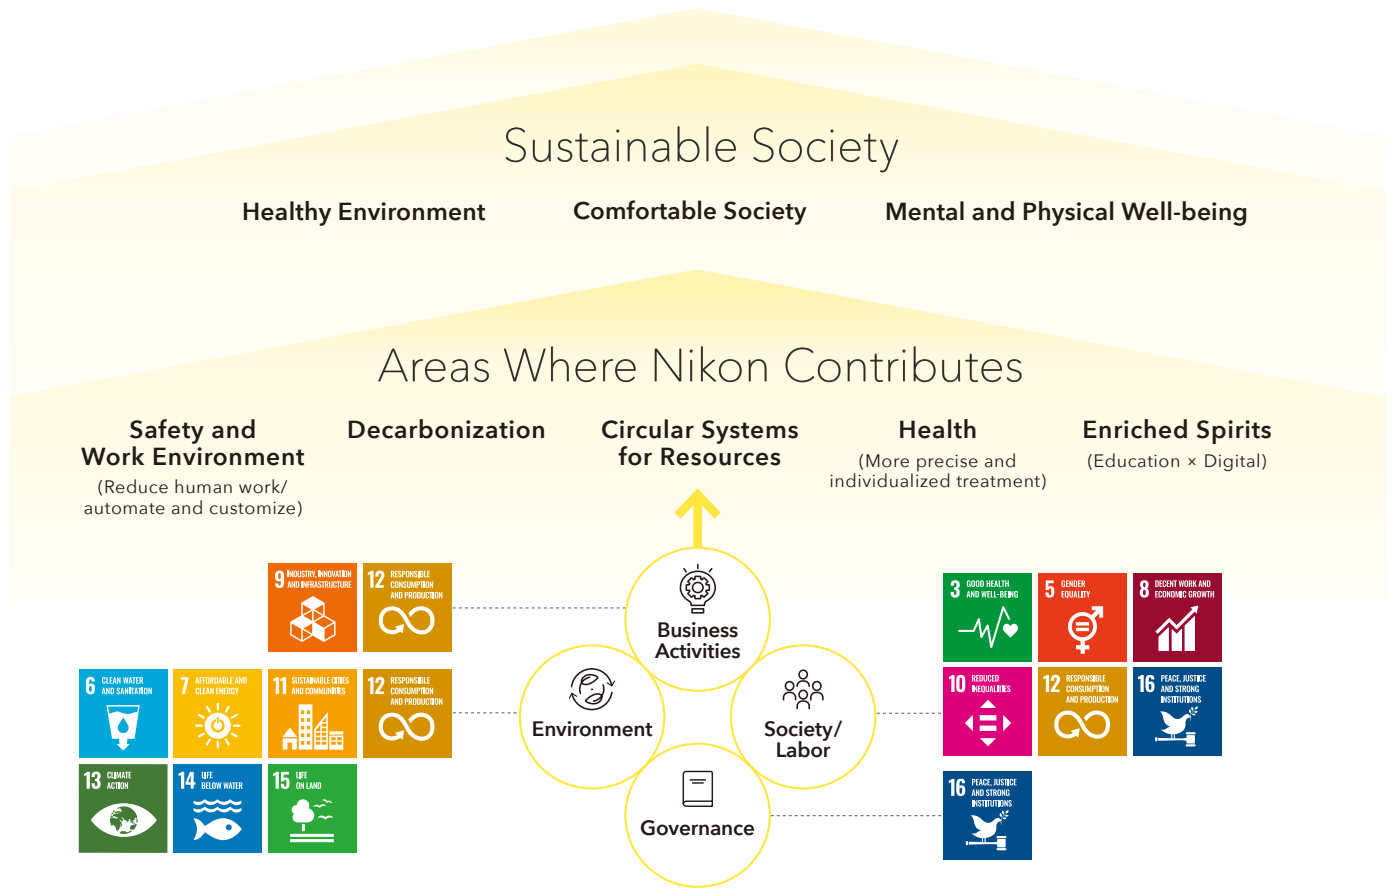 Sustainable Society
Healthy Environment
Comfortable Society
Mental and Physical Well-being
Areas Where Nikon Contributes
Safety and
Work Environment
(Reduce human work/
automate and customize)
Decarbonization
Circular Systems
for Resources
Health
(More precise and
individualized treatment)
Enriched Spirits
(Education × Digital)
9 INDUSTRY, INNOVATION
AND INFRASTRUCTURE
12 RESPONSIBLE
CONSUMPTION
AND PRODUCTION
Business
Activities
3 GOOD HEALTH
AND WELL-BEING
5 GENDER
EQUALITY
8 DECENT WORK AND
ECONOMIC GROWTH
6 CLEAN WATER
AND SANITATION
7 AFFORDABLE AND
CLEAN ENERGY
11 SUSTAINABLE CITIES
AND COMMUNITIES
12 RESPONSIBLE
CONSUMPTION
AND PRODUCTION
Environment
Society/
Labor
10 REDUCED
INEQUALITIES
12 RESPONSIBLE
CONSUMPTION
AND PRODUCTION
16 PEACE, JUSTICE
AND STRONG
INSTITUTIONS
13 CLIMATE
ACTION
14 LIFE
BELOW WATER
15 LIFE
ON LAND
Governance
16 PEACE, JUSTICE
AND STRONG
INSTITUTIONS